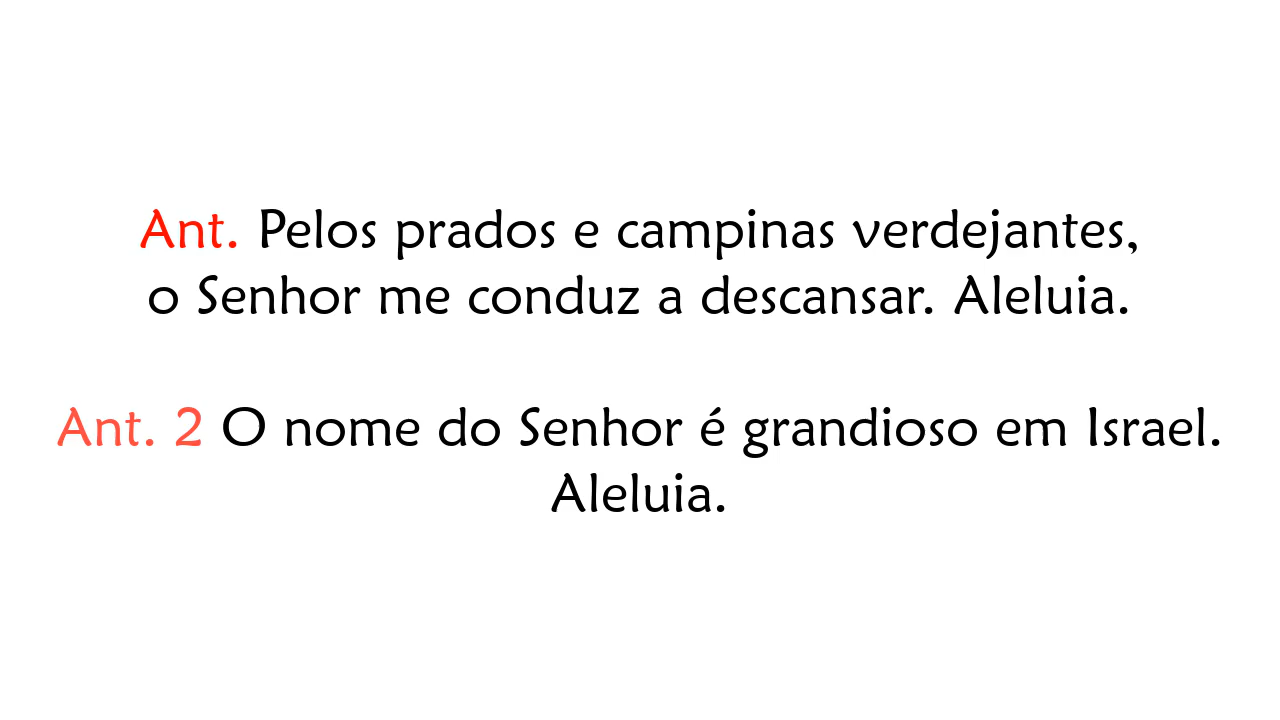 Ant. Pelos prados e campinas verdejantes,
o Senhor me conduz a descansar. Aleluia.
Ant. 2 O nome do Senhor é grandioso em Israel.
Aleluia.